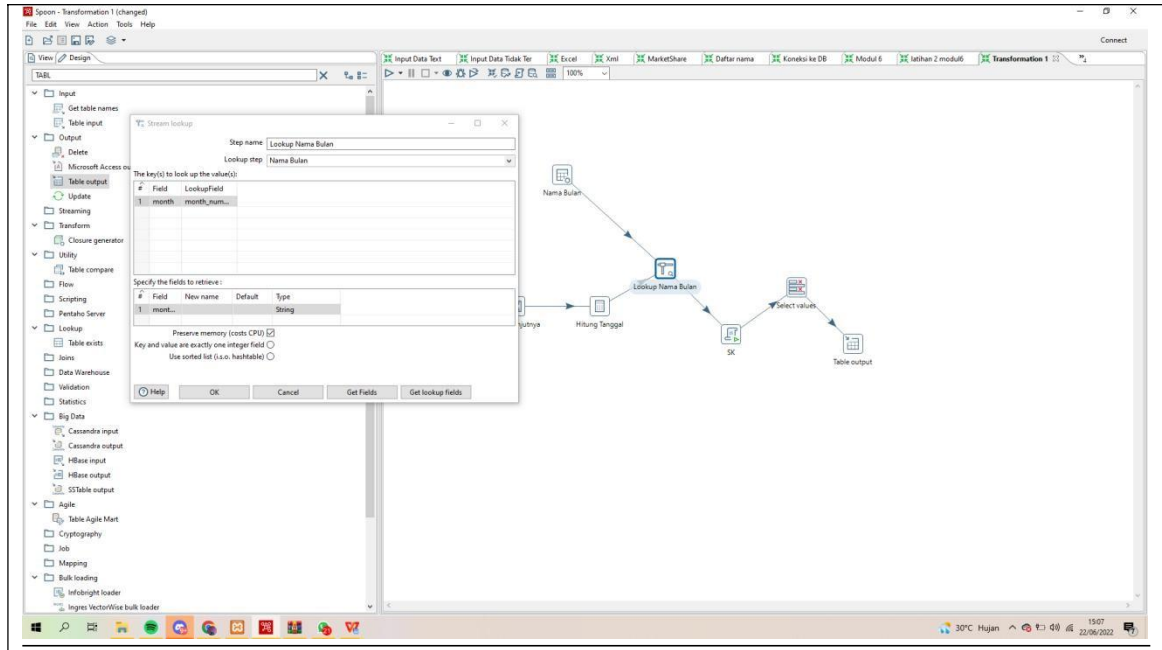 Spoon - Transformation 1 (changed)
File Edit View Action Tools Help
Connect
View Design
Input Data Text Input Data Tidak Ter Excel Xml MarketShare Daftar nama Koneksi ke DB Modul 6 latihan 2 modul6 Transformation 1
TABL
100%
Input
Get table names
Table input
Output
Delete
Microsoft Access ou
Table output
Update
Streaming
Transform
Closure generator
Utility
Table compare
Flow
Scripting
Pentaho Server
Lookup
Table exists
Joins
Data Warehouse
Validation
Statistics
Big Data
Cassandra input
Cassandra output
HBase input
HBase output
SSTable output
Agile
Table Agile Mart
Cryptography
Job
Mapping
Bulk loading
Infobright loader
Ingres VectorWise bulk loader
Stream lookup
Step name Lookup Nama Bulan
Lookup step Nama Bulan
The key(s) to look up the value(s):
# Field LookupField
1 month month_num...
Specify the fields to retrieve :
# Field New name Default Type
1 mont... String
Preserve memory (costs CPU)
Key and value are exactly one integer field
Use sorted list (i.s.o. hashtable)
Help OK Cancel Get Fields Get lookup fields
Nama Bulan
Lookup Nama Bulan
jutnya
Hitung Tanggal
SK
Select values
Table output
30°C Hujan
15:07
22/06/2022